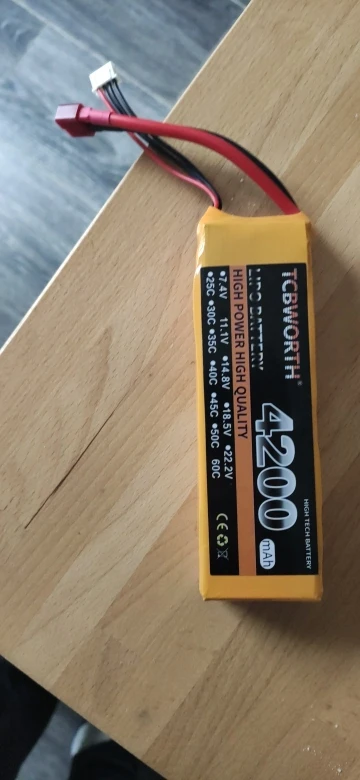 TCBWORTH®
LIPO BATTERY
HIGH POWER HIGH QUALITY
●7.4V 11.1V ●14.8V ●18.5V ●22.2V
●25C ●30C ●35C ●40C ●45C ●50C 60C
4200 mAh
HIGH TECH BATTERY
CE